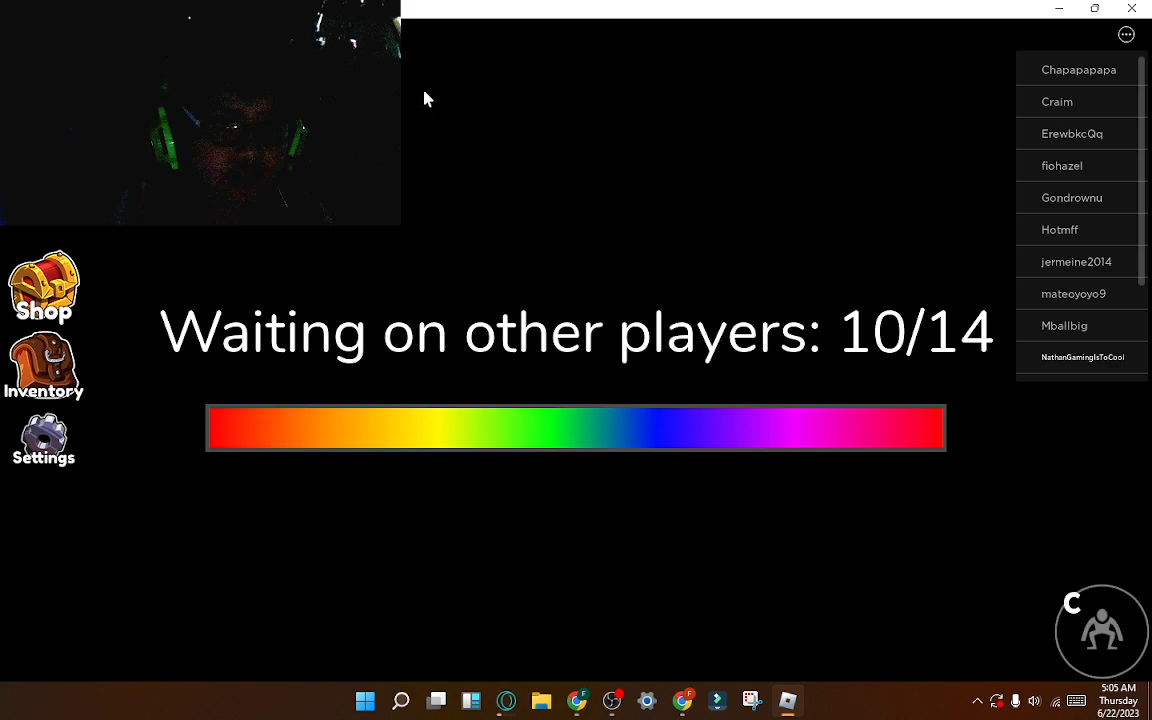 Chapapapapa
Craim
ErewbkcQq
fiohazel
Gondrownu
Hotmff
jermeine2014
mateoyoyo9
Mballbig
NathanGamingIsToCool
Shop
Inventory
Settings
Waiting on other players: 10/14
C
F
F
5:05 AM
Thursday
6/22/2023